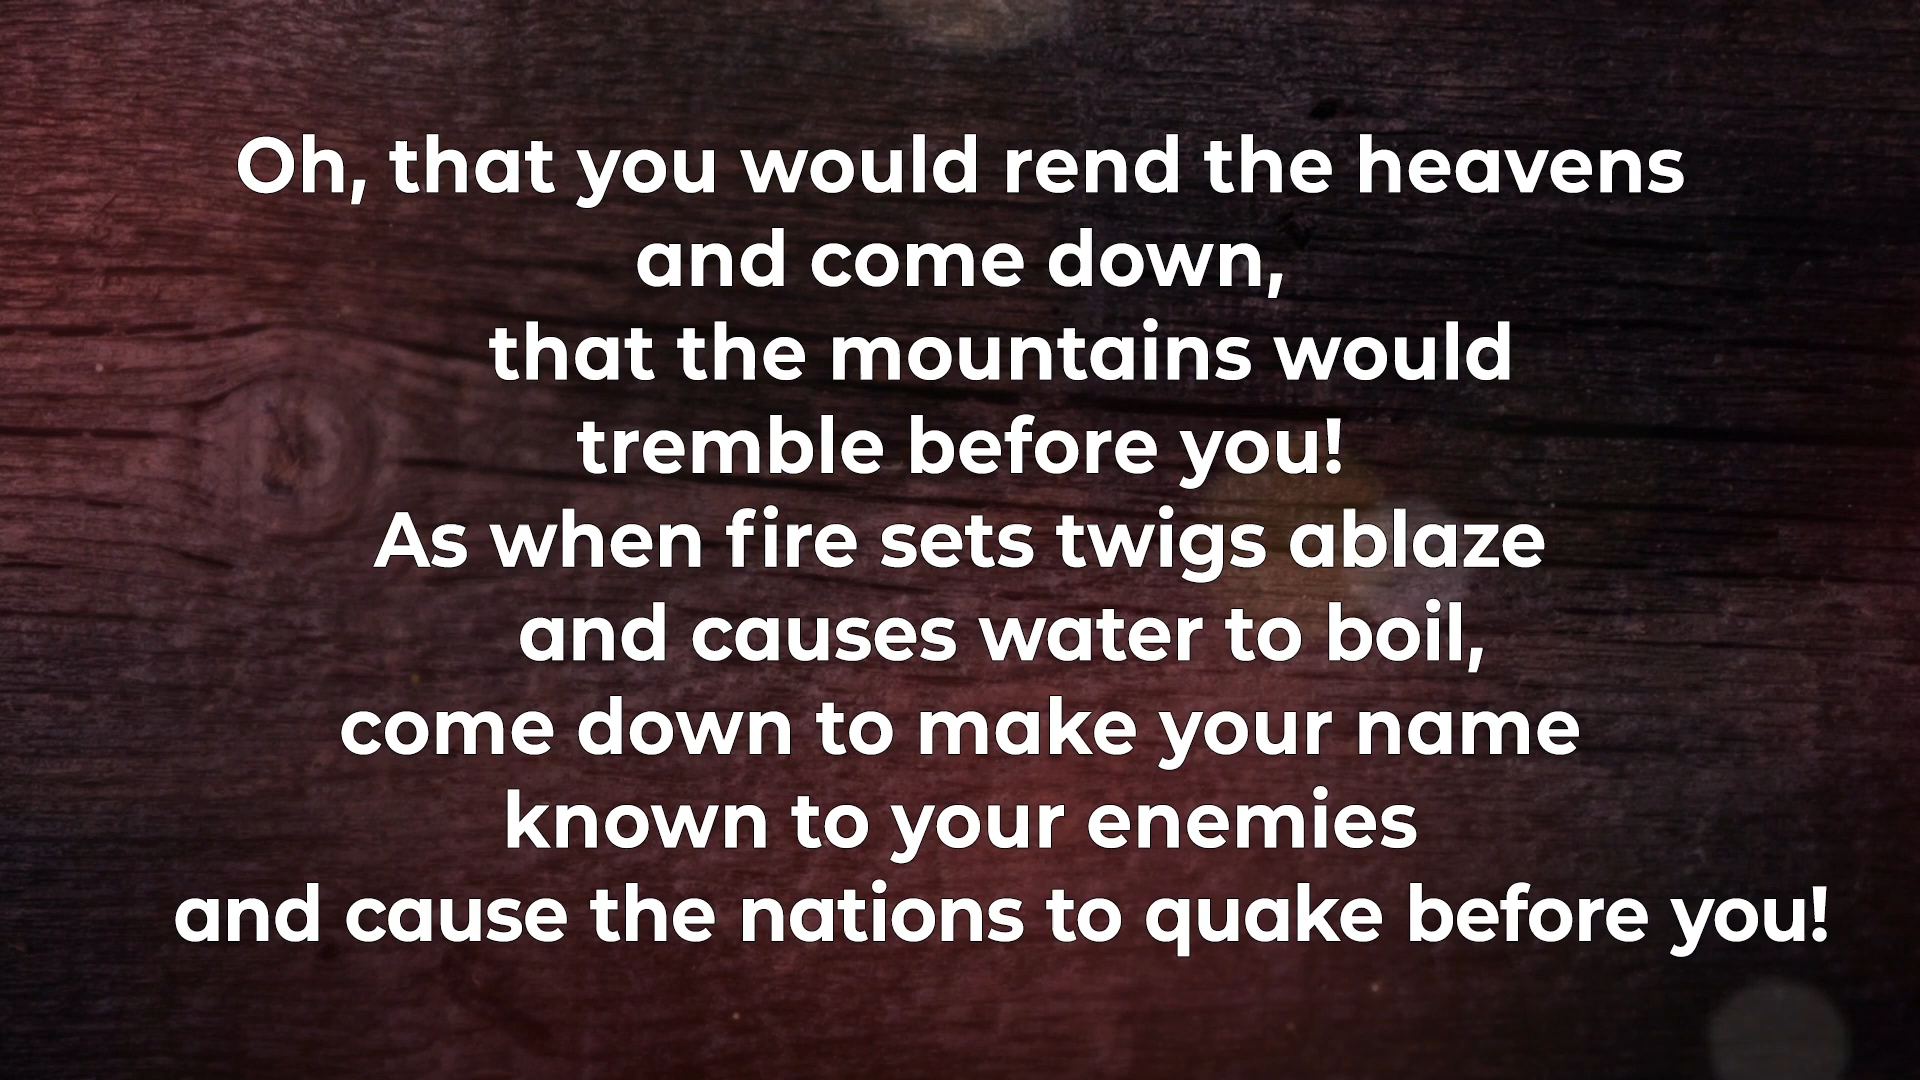 Oh, that you would rend the heavens
and come down,
that the mountains would
tremble before you!
As when fire sets twigs ablaze
and causes water to boil,
come down to make your name
known to your enemies
and cause the nations to quake before you!